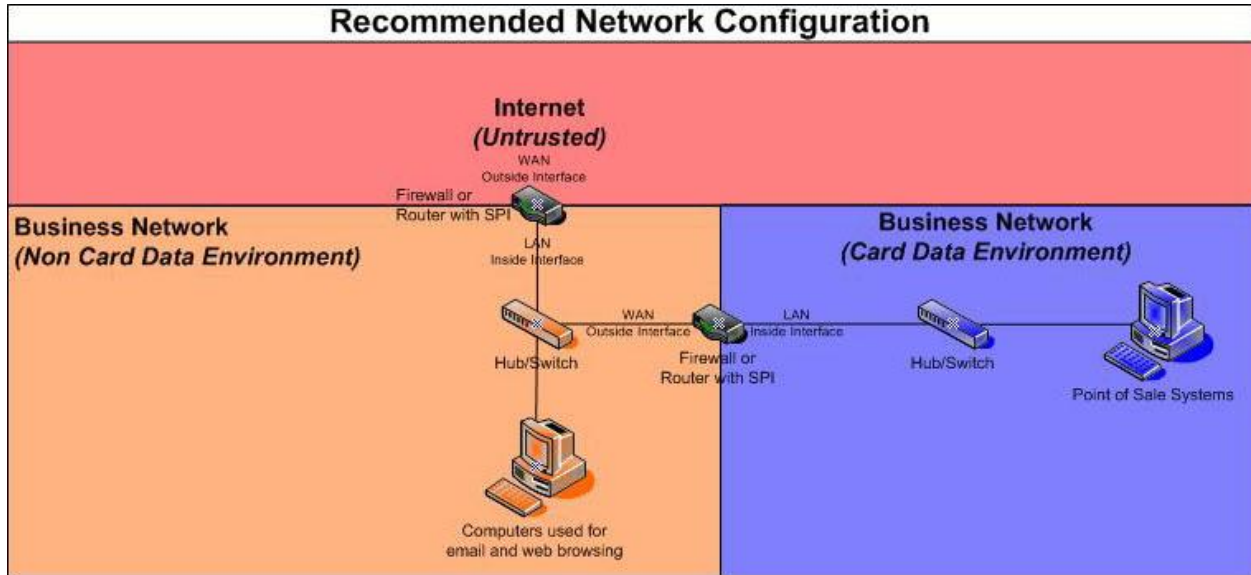 Recommended Network Configuration
Internet
(Untrusted)
WAN
Outside Interface
Firewall or
Router with SPI
Business Network
(Non Card Data Environment)
LAN
Inside Interface
Business Network
(Card Data Environment)
Hub/Switch
WAN
Outside Interface
Firewall or
Router with SPI
LAN
Inside Interface
Hub/Switch
Point of Sale Systems
Computers used for
email and web browsing